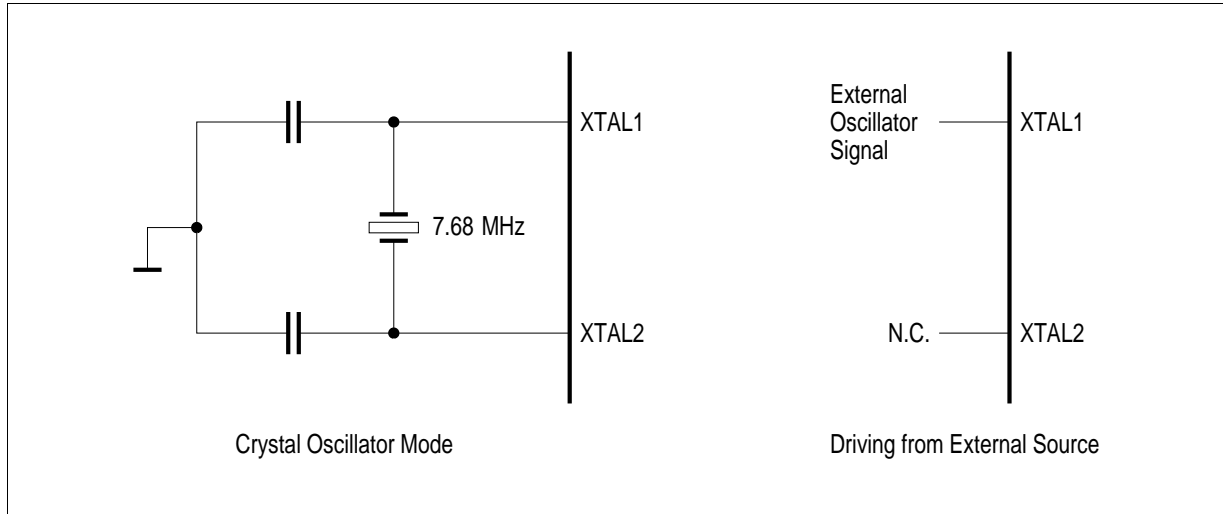 XTAL1
7.68 MHz
XTAL2
Crystal Oscillator Mode
External
Oscillator
Signal
XTAL1
N.C.
XTAL2
Driving from External Source